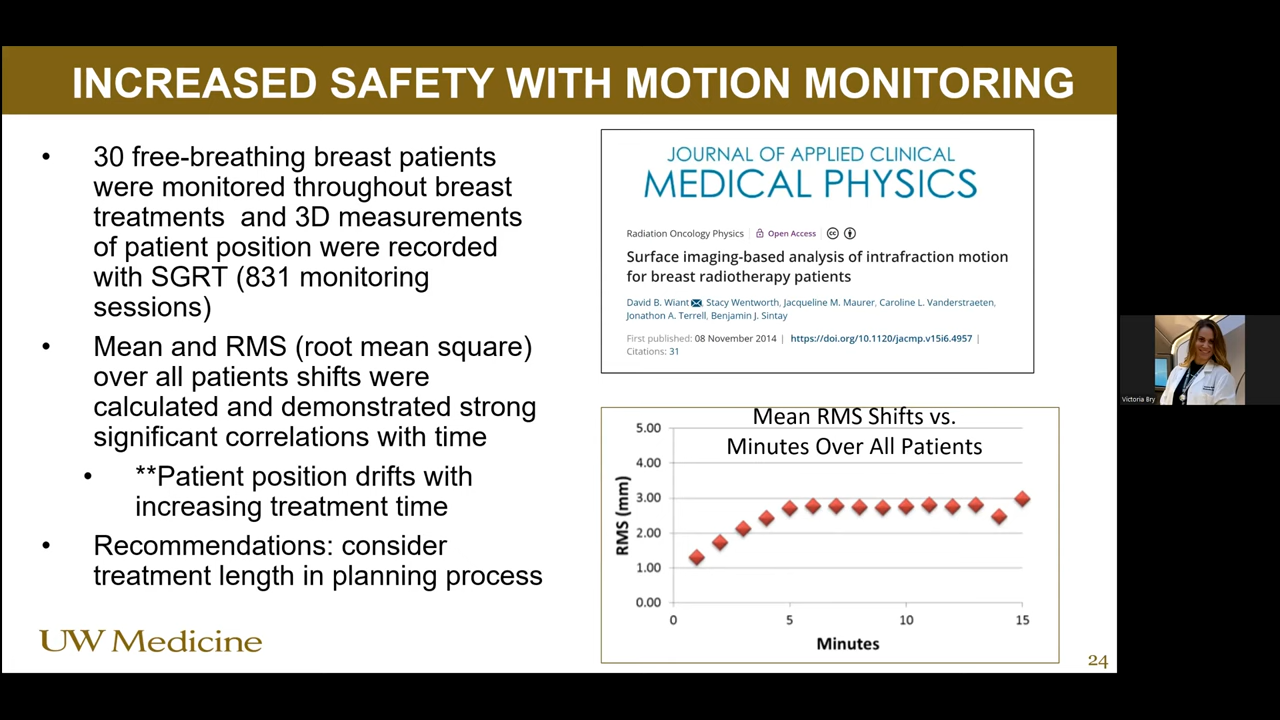 INCREASED SAFETY WITH MOTION MONITORING
• 30 free-breathing breast patients
were monitored throughout breast
treatments and 3D measurements
of patient position were recorded
with SGRT (831 monitoring
sessions)
• Mean and RMS (root mean square)
over all patients shifts were
calculated and demonstrated strong
significant correlations with time
• **Patient position drifts with
increasing treatment time
• Recommendations: consider
treatment length in planning process
UW Medicine
JOURNAL OF APPLIED CLINICAL
MEDICAL PHYSICS
Radiation Oncology Physics | Open Access | cc
Surface imaging-based analysis of intrafraction motion
for breast radiotherapy patients
David B. Wiant, Stacy Wentworth, Jacqueline M. Maurer, Caroline L. Vanderstraeten,
Jonathon A. Terrell, Benjamin J. Sintay
First published: 08 November 2014 | https://doi.org/10.1120/jacmp.v15i6.4957 |
Citations: 31
Mean RMS Shifts vs.
Minutes Over All Patients
RMS (mm)
5.00
4.00
3.00
2.00
1.00
0.00
0 5 10 15
Minutes
24
Victoria Bry